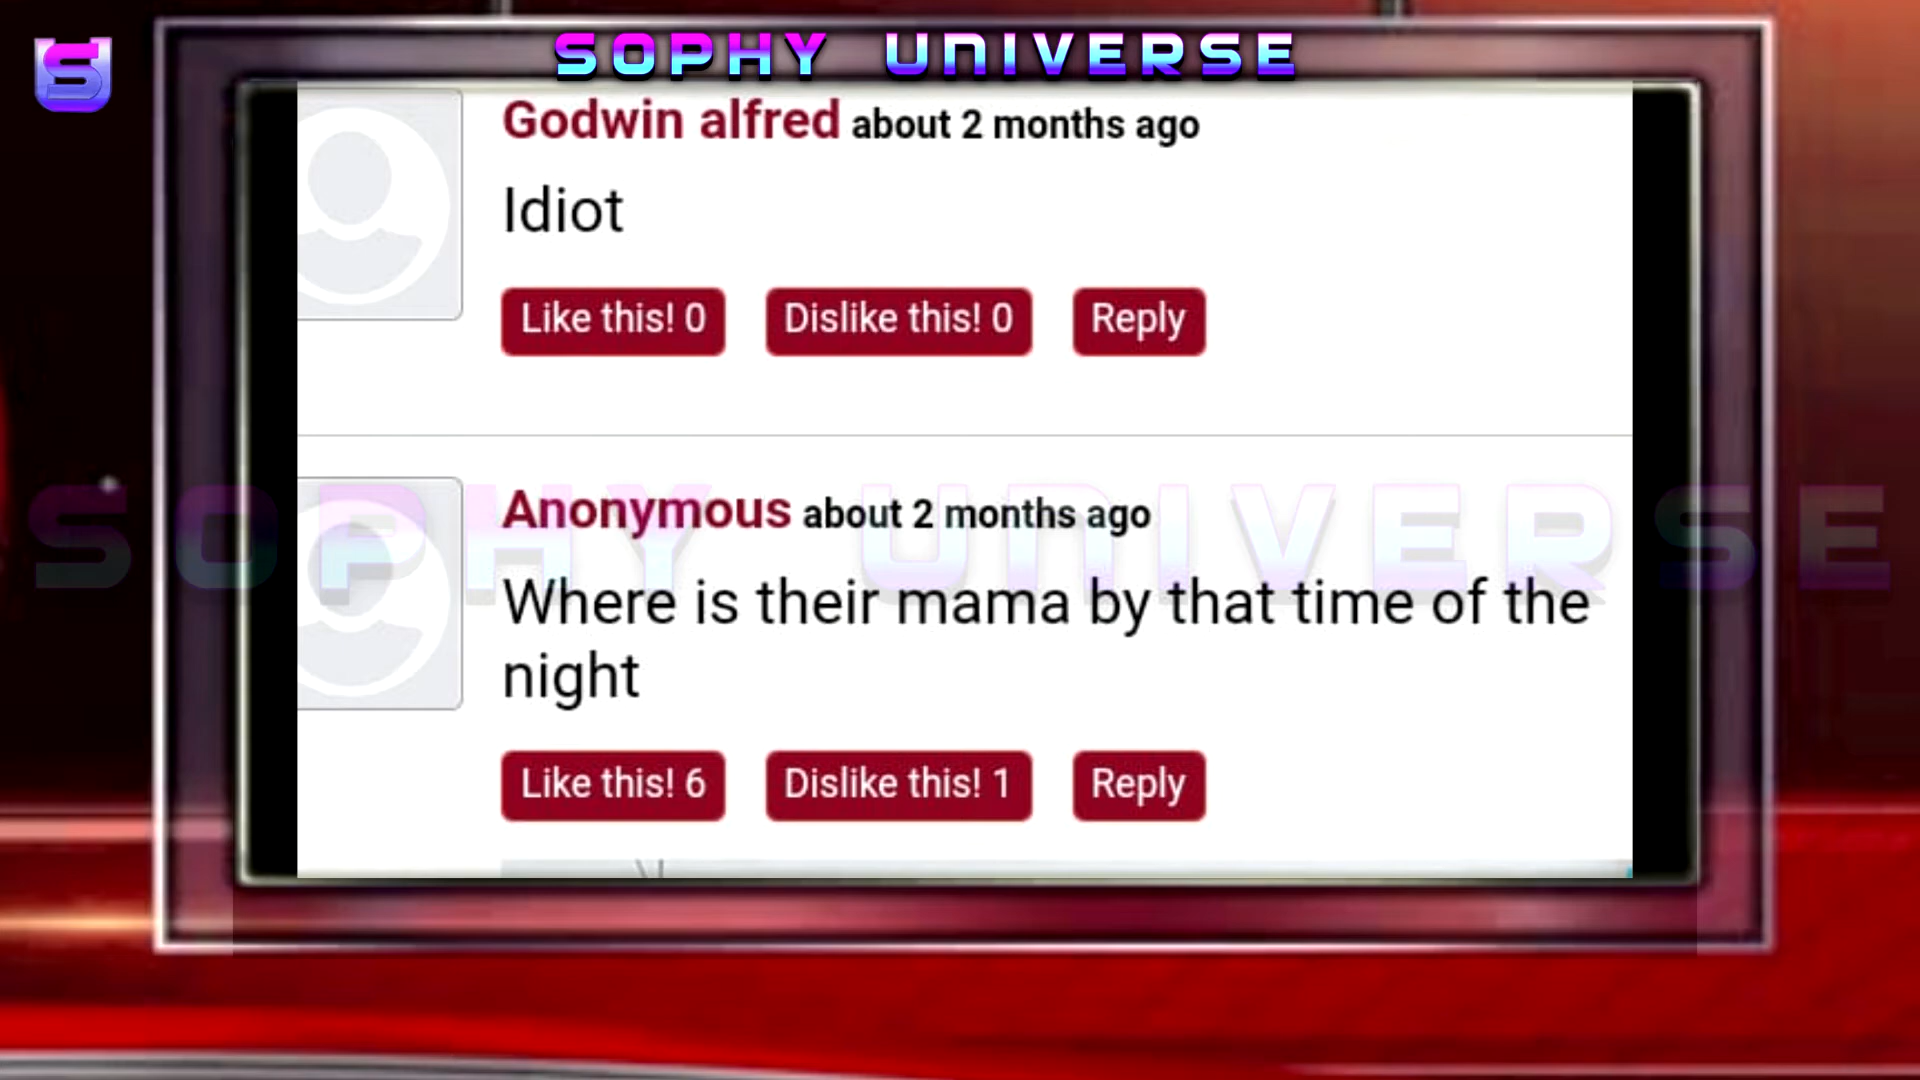 S
SOPHY UNIVERSE
Godwin alfred about 2 months ago
Idiot
Like this! 0 Dislike this! 0 Reply
Anonymous about 2 months ago
SOPHY UNIVERSE
Where is their mama by that time of the
night
Like this! 6 Dislike this! 1 Reply